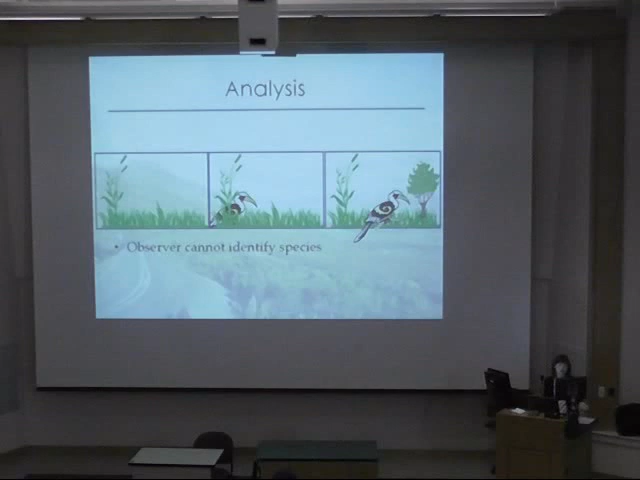 Analysis
• Observer cannot identify species